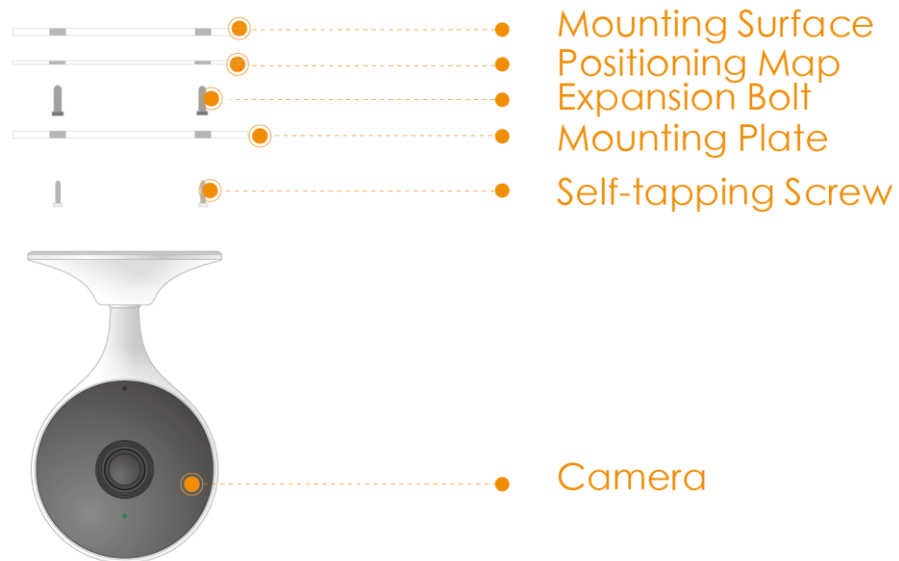 Mounting Surface
Positioning Map
Expansion Bolt
Mounting Plate
Self-tapping Screw
Camera